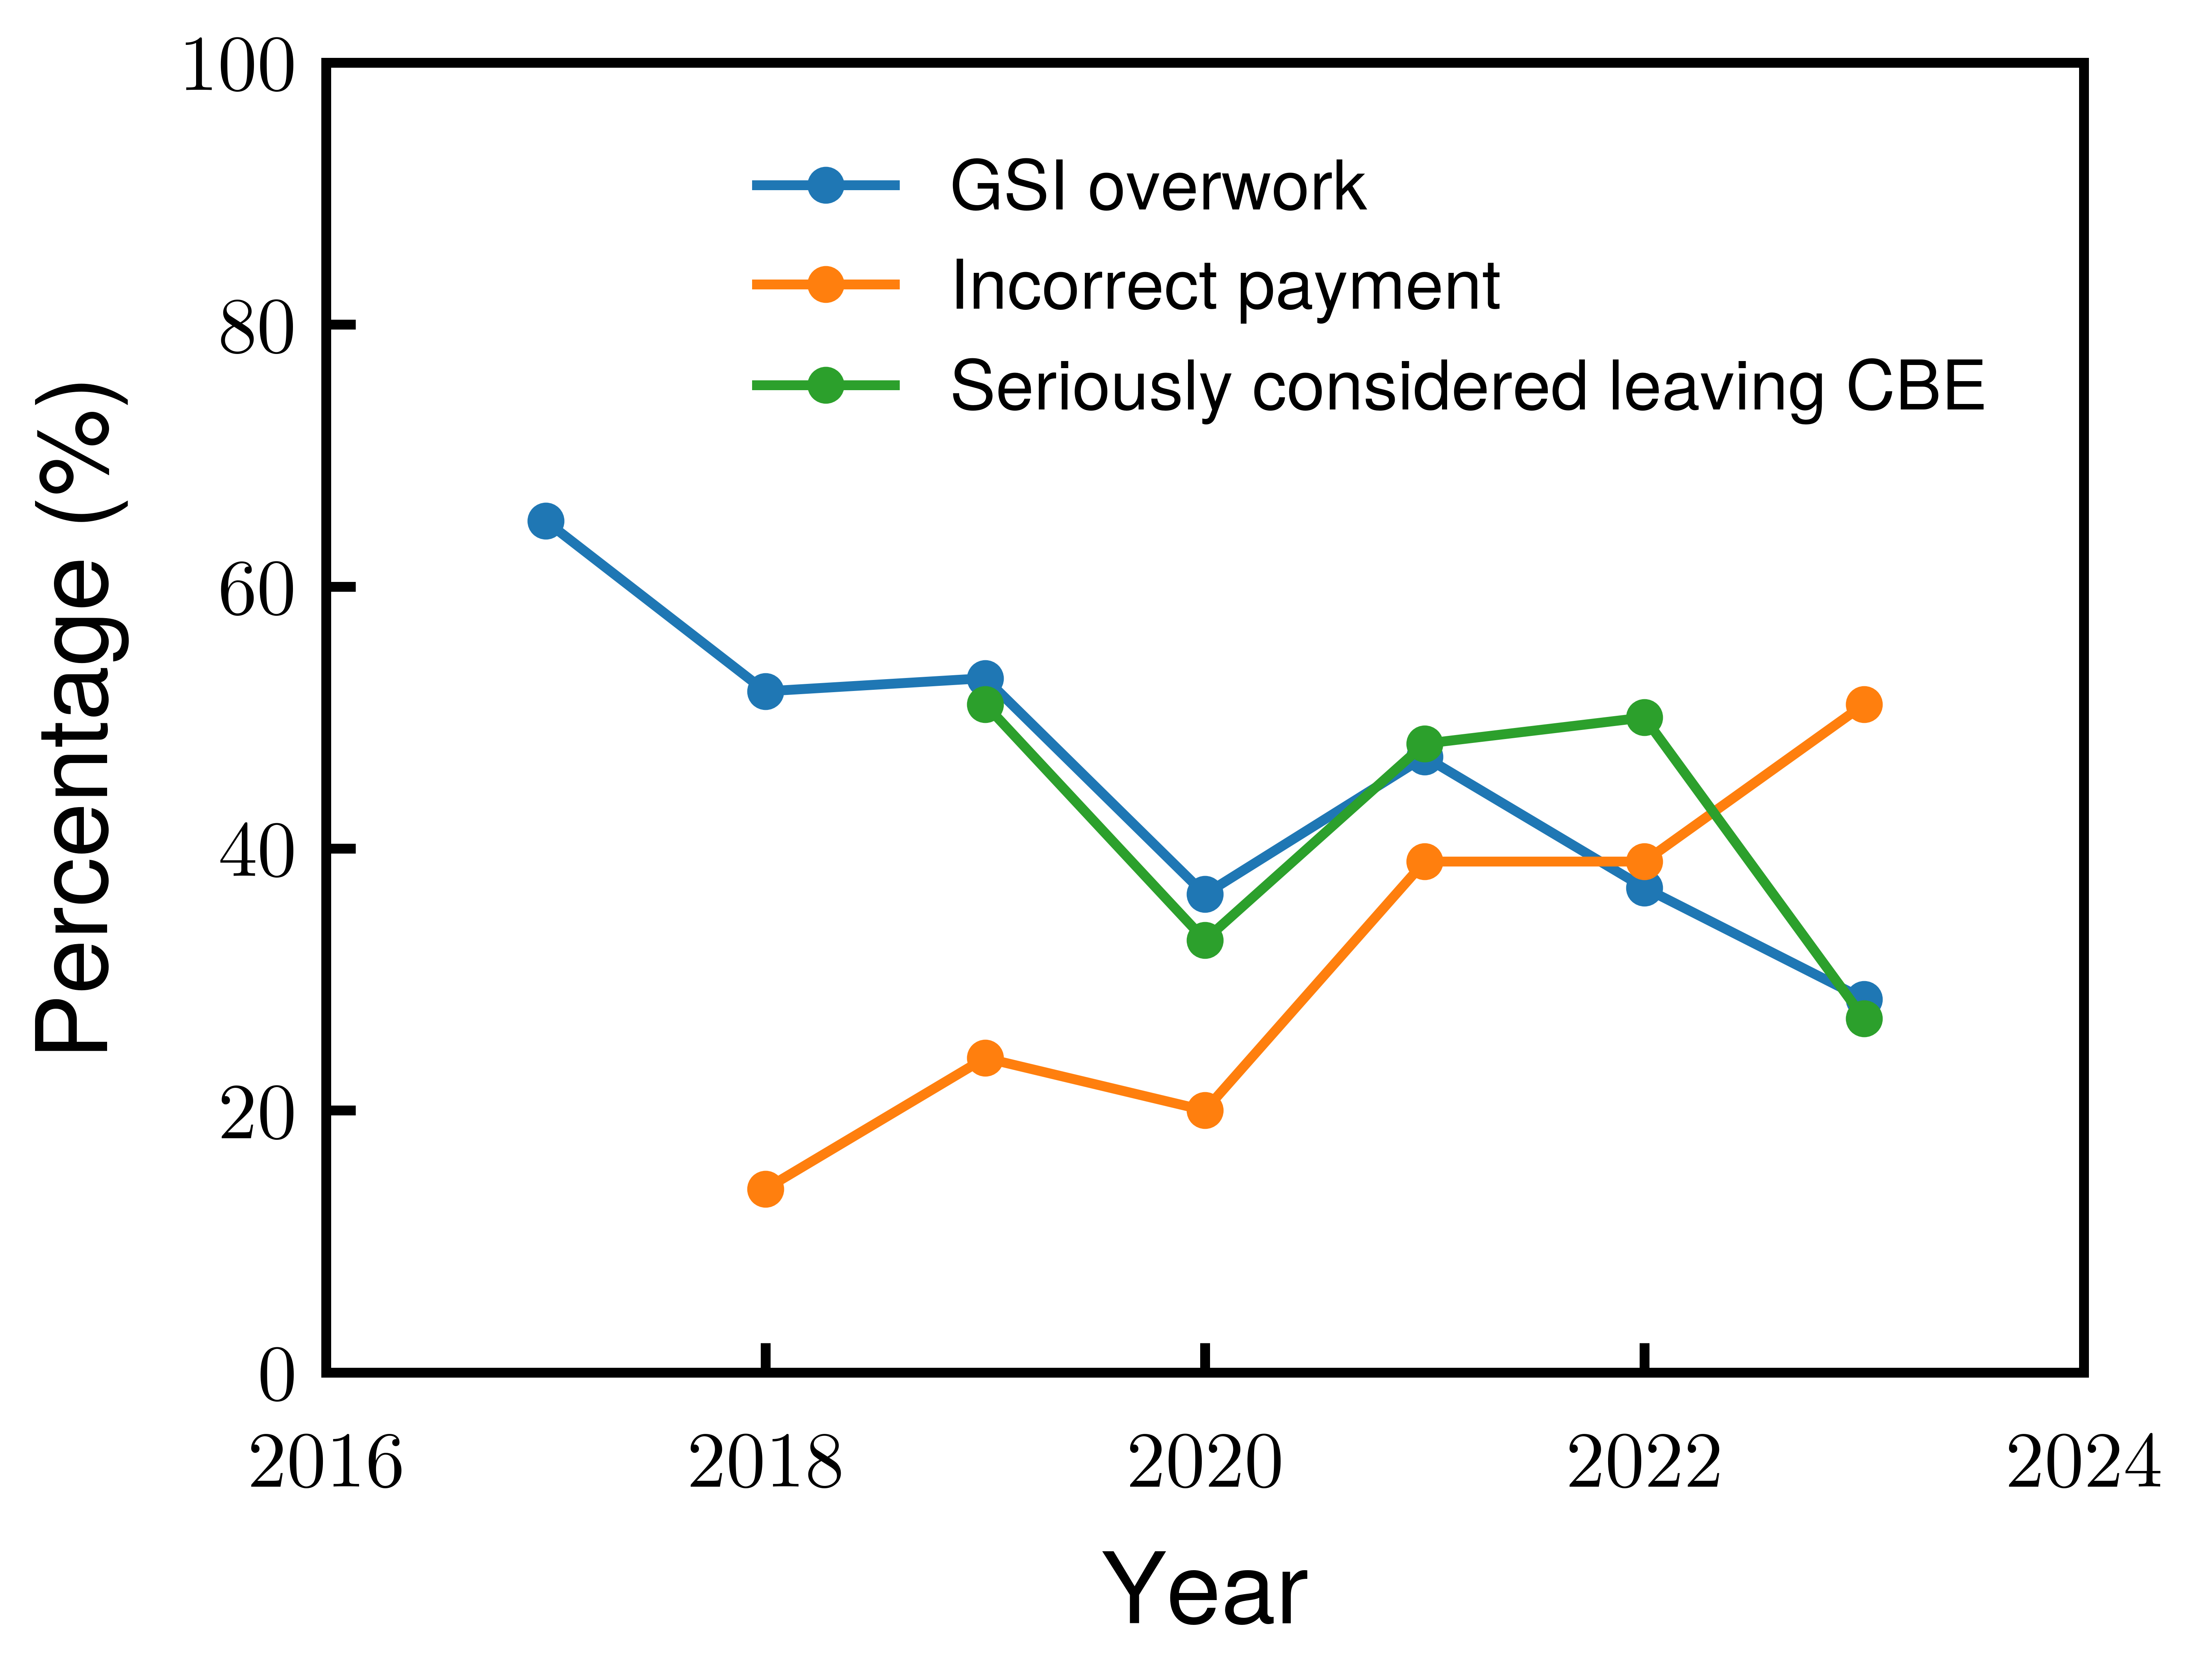 100
80
60
40
20
0
Percentage (%)
GSI overwork
Incorrect payment
Seriously considered leaving CBE
2016 2018 2020 2022 2024
Year